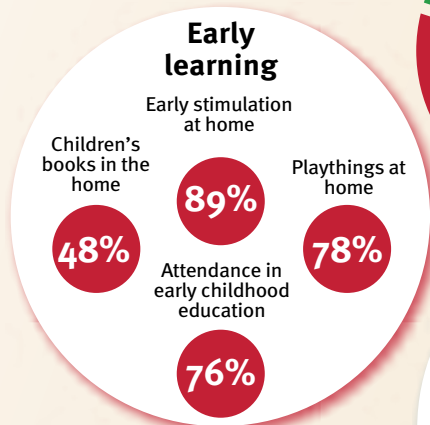 Early
learning
Early stimulation
at home
89%
Children’s
books in the
home
48%
Playthings at
home
78%
Attendance in
early childhood
education
76%